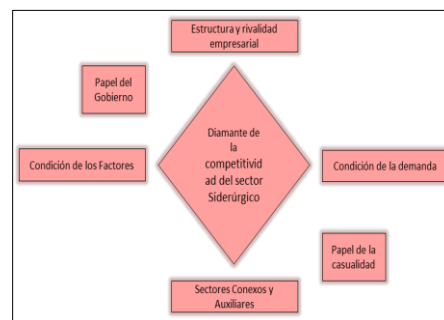 Estructura y rivalidad
empresarial
Papel del
Gobierno
Diamante de
la
competitivid
ad del sector
Siderúrgico
Condición de los Factores
Condición de la demanda
Papel de la
casualidad
Sectores Conexos y
Auxiliares